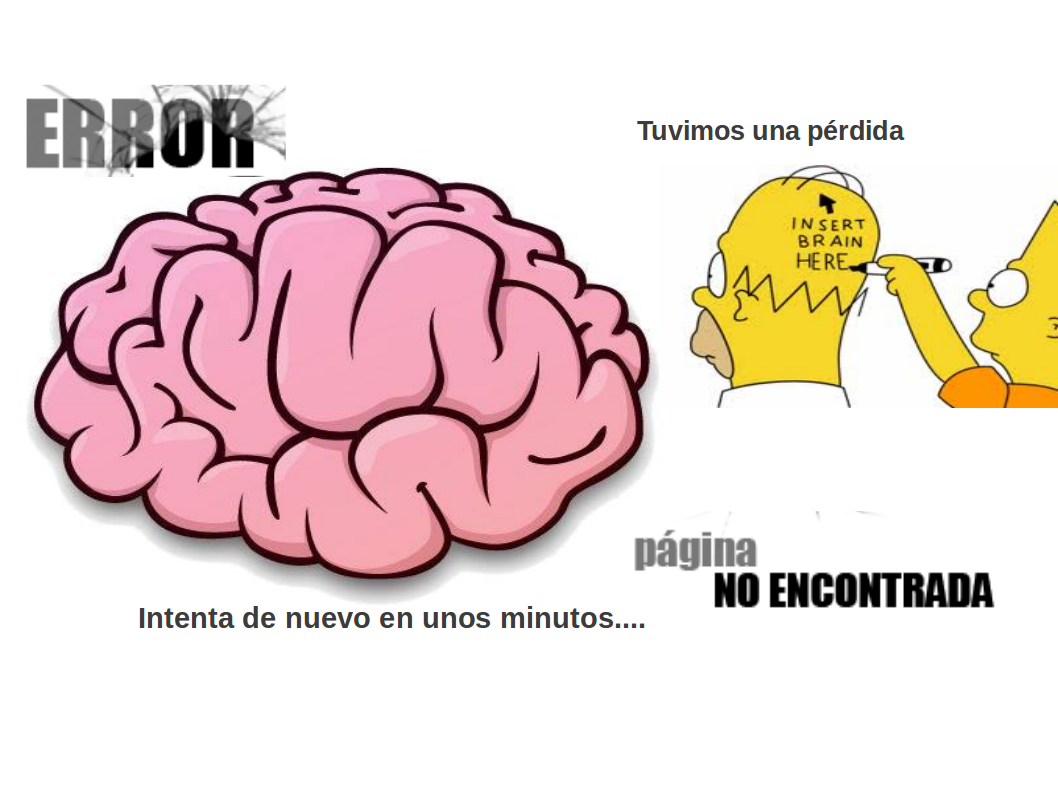 ERROR
Tuvimos una pérdida
INSERT
BRAIN
HERE
página
NO ENCONTRADA
Intenta de nuevo en unos minutos....